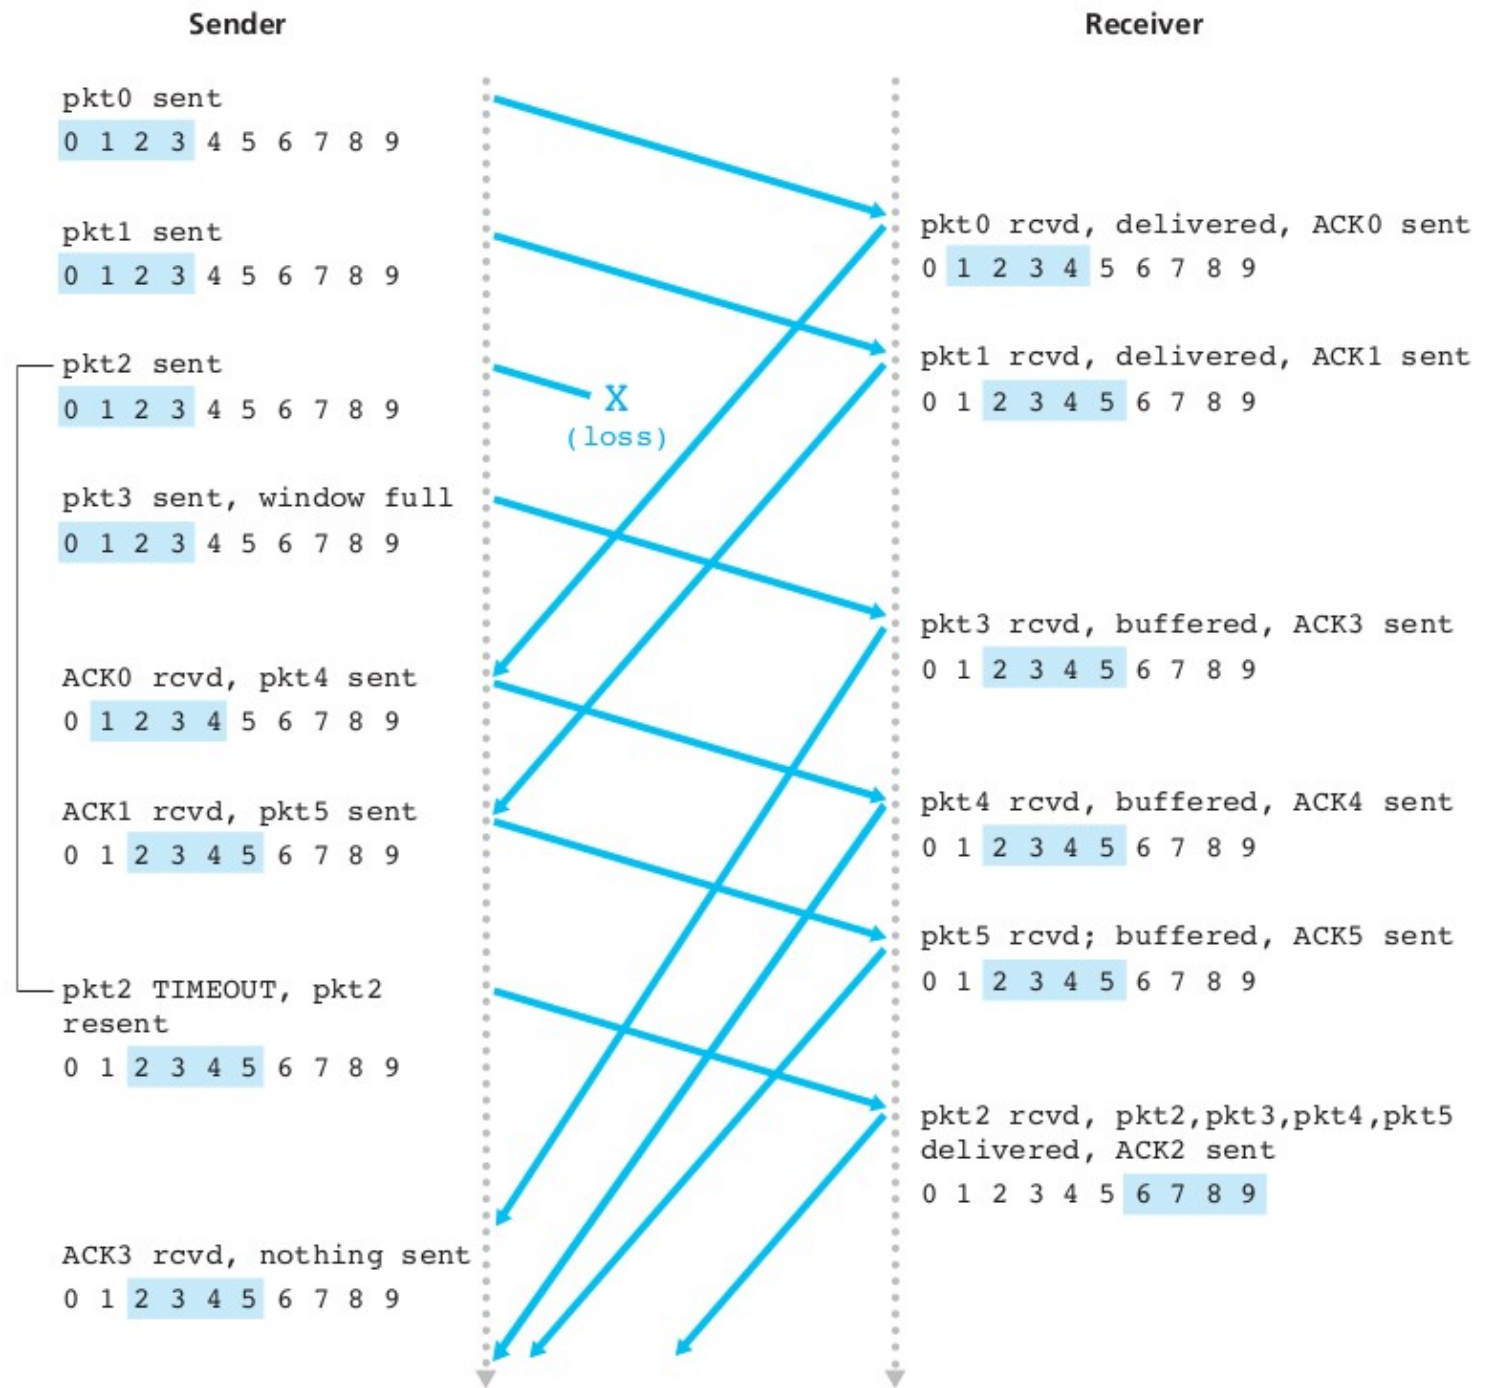 Sender
Receiver
pkt0 sent
0 1 2 3 4 5 6 7 8 9
pkt0 rcvd, delivered, ACK0 sent
0 1 2 3 4 5 6 7 8 9
pkt1 sent
0 1 2 3 4 5 6 7 8 9
pkt1 rcvd, delivered, ACK1 sent
0 1 2 3 4 5 6 7 8 9
pkt2 sent
0 1 2 3 4 5 6 7 8 9
X
(loss)
pkt3 sent, window full
0 1 2 3 4 5 6 7 8 9
pkt3 rcvd, buffered, ACK3 sent
0 1 2 3 4 5 6 7 8 9
ACK0 rcvd, pkt4 sent
0 1 2 3 4 5 6 7 8 9
pkt4 rcvd, buffered, ACK4 sent
0 1 2 3 4 5 6 7 8 9
ACK1 rcvd, pkt5 sent
0 1 2 3 4 5 6 7 8 9
pkt5 rcvd; buffered, ACK5 sent
0 1 2 3 4 5 6 7 8 9
pkt2 TIMEOUT, pkt2
resent
0 1 2 3 4 5 6 7 8 9
pkt2 rcvd, pkt2,pkt3,pkt4,pkt5
delivered, ACK2 sent
0 1 2 3 4 5 6 7 8 9
ACK3 rcvd, nothing sent
0 1 2 3 4 5 6 7 8 9